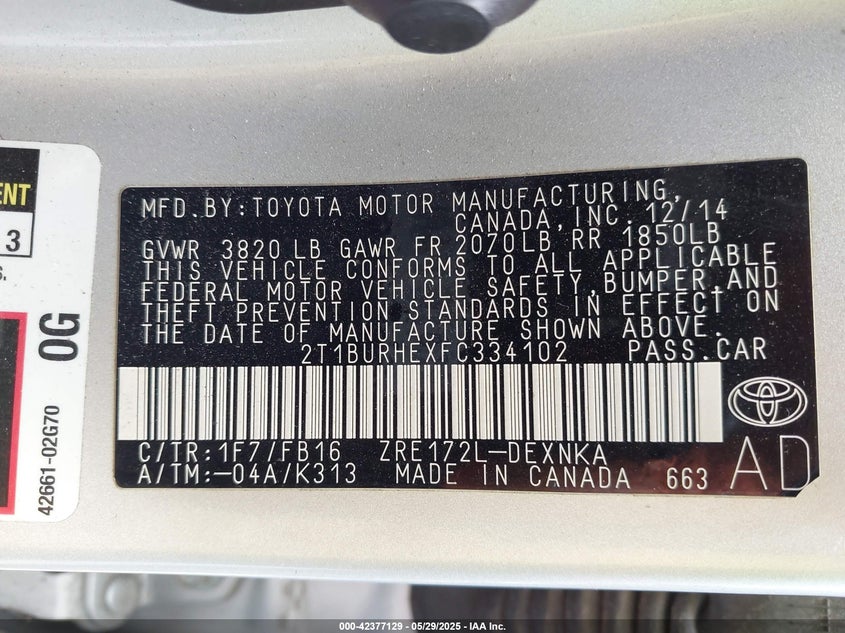 MFD.BY:TOYOTA MOTOR MANUFACTURING,
CANADA,INC. 12/14
GVWR 3820 LB GAWR FR 2070LB RR 1850LB
THIS VEHICLE CONFORMS TO ALL APPLICABLE
FEDERAL MOTOR VEHICLE SAFETY,BUMPER,AND
THEFT PREVENTION STANDARDS IN EFFECT ON
THE DATE OF MANUFACTURE SHOWN ABOVE.
2T1BURHEXFC334102 PASS.CAR
C/TR:1F7/FB16 ZRE172L-DEXNKA
A/TM:-04A/K313 MADE IN CANADA 663
AD
3
0G
42661-02G70
000-42377129 - 05/29/2025 - IAA Inc.